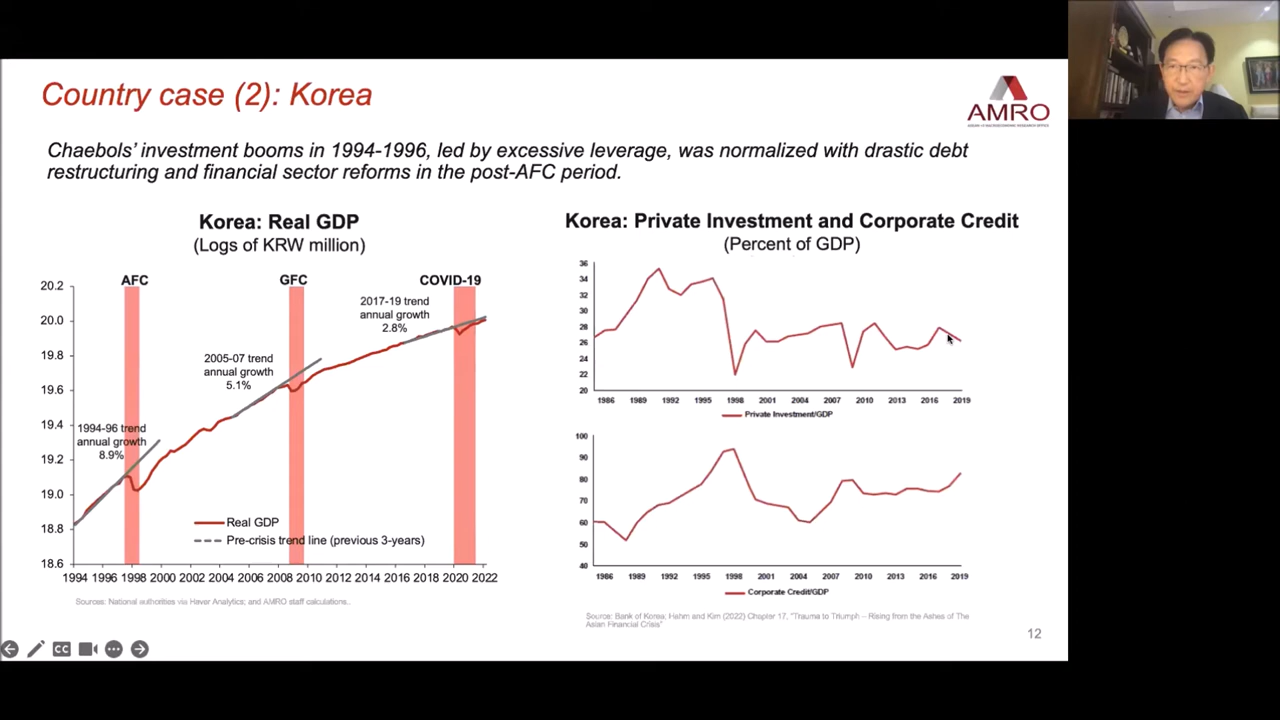 Country case (2): Korea
AMRO
ASEAN+3 MACROECONOMIC RESEARCH OFFICE
Chaebols’ investment booms in 1994-1996, led by excessive leverage, was normalized with drastic debt
restructuring and financial sector reforms in the post-AFC period.
Korea: Real GDP
(Logs of KRW million)
AFC
GFC
COVID-19
20.2
20.0
19.8
19.6
19.4
19.2
19.0
18.8
18.6
2017-19 trend
annual growth
2.8%
2005-07 trend
annual growth
5.1%
1994-96 trend
annual growth
8.9%
Real GDP
Pre-crisis trend line (previous 3-years)
1994 1996 1998 2000 2002 2004 2006 2008 2010 2012 2014 2016 2018 2020 2022
Sources: National authorities via Haver Analytics; and AMRO staff calculations..
Korea: Private Investment and Corporate Credit
(Percent of GDP)
36
34
32
30
28
26
24
22
20
1986 1989 1992 1995 1998 2001 2004 2007 2010 2013 2016 2019
Private Investment/GDP
100
90
80
70
60
50
40
1986 1989 1992 1995 1998 2001 2004 2007 2010 2013 2016 2019
Corporate Credit/GDP
Source: Bank of Korea; Hahm and Kim (2022) Chapter 17, "Trauma to Triumph – Rising from the Ashes of The
Asian Financial Crisis"
12
CC